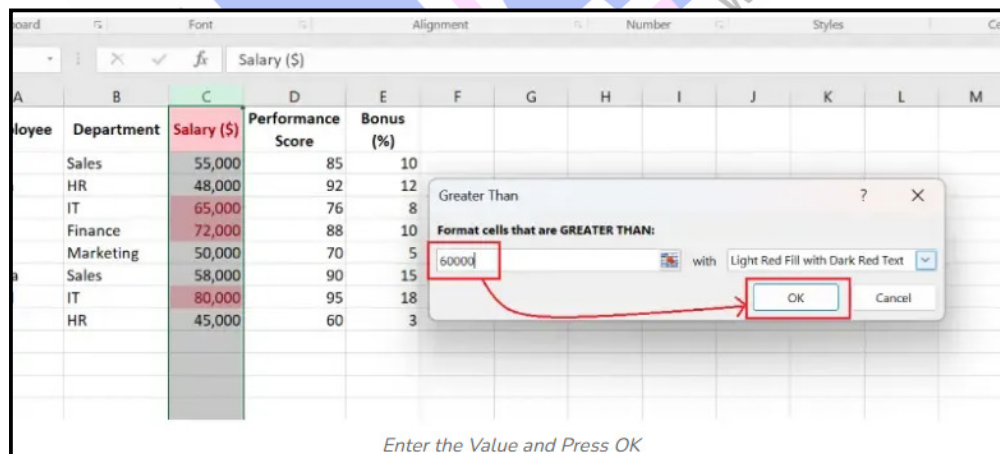 Font Alignment Number Styles
fx Salary ($)
A B C D E F G H I J K L M
loyee Department Salary ($) Performance Score Bonus (%)
Sales 55,000 85 10
HR 48,000 92 12
IT 65,000 76 8
Finance 72,000 88 10
Marketing 50,000 70 5
Sales 58,000 90 15
IT 80,000 95 18
HR 45,000 60 3
Greater Than ? X
Format cells that are GREATER THAN:
60000 with Light Red Fill with Dark Red Text
OK Cancel
Enter the Value and Press OK